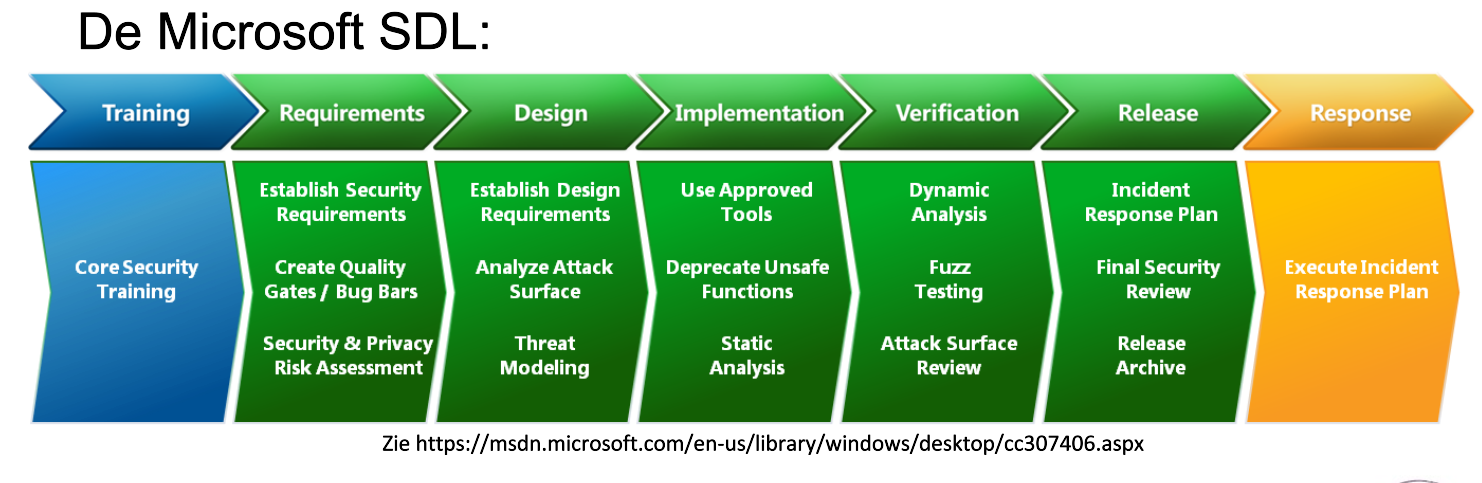 De Microsoft SDL:
Training
Requirements
Design
Implementation
Verification
Release
Response
Core Security
Training
Establish Security
Requirements
Create Quality
Gates / Bug Bars
Security & Privacy
Risk Assessment
Establish Design
Requirements
Analyze Attack
Surface
Threat
Modeling
Use Approved
Tools
Deprecate Unsafe
Functions
Static
Analysis
Dynamic
Analysis
Fuzz
Testing
Attack Surface
Review
Incident
Response Plan
Final Security
Review
Release
Archive
Execute Incident
Response Plan
Zie https://msdn.microsoft.com/en-us/library/windows/desktop/cc307406.aspx